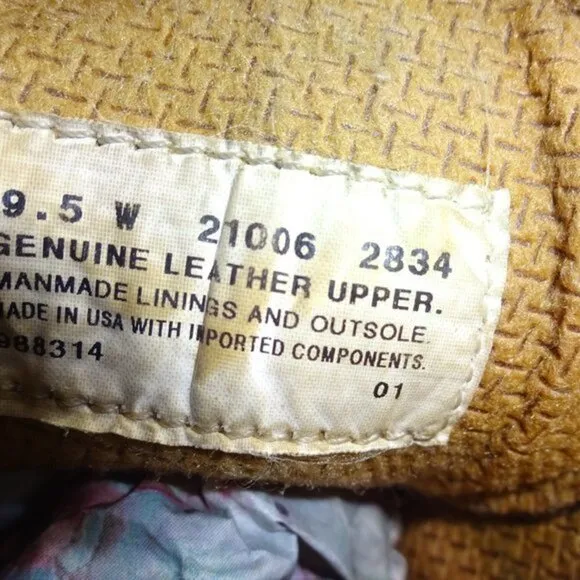 9.5 W 21006 2834
GENUINE LEATHER UPPER.
MANMADE LININGS AND OUTSOLE.
MADE IN USA WITH IMPORTED COMPONENTS.
988314 01